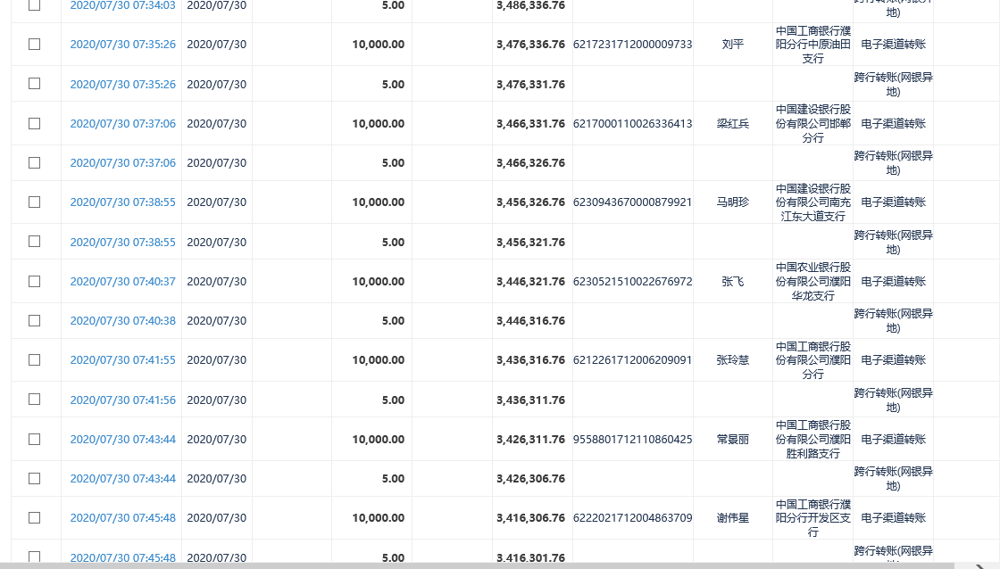 2020/07/30 07:34:03 2020/07/30 5.00 3,486,336.76
地)
中国工商银行濮
2020/07/30 07:35:26 2020/07/30 10,000.00 3,476,336.76 6217231712000009733 刘平 阳分行中原油田 电子渠道转账
支行
跨行转账(网银异
2020/07/30 07:35:26 2020/07/30 5.00 3,476,331.76
地)
中国建设银行股
2020/07/30 07:37:06 2020/07/30 10,000.00 3,466,331.76 6217000110026336413 梁红兵 份有限公司邯郸 电子渠道转账
分行
跨行转账(网银异
2020/07/30 07:37:06 2020/07/30 5.00 3,466,326.76
地)
中国建设银行股
2020/07/30 07:38:55 2020/07/30 10,000.00 3,456,326.76 6230943670000879921 马明珍 份有限公司南充 电子渠道转账
江东大道支行
跨行转账(网银异
2020/07/30 07:38:55 2020/07/30 5.00 3,456,321.76
地)
中国农业银行股
2020/07/30 07:40:37 2020/07/30 10,000.00 3,446,321.76 6230521510022676972 张飞 份有限公司濮阳 电子渠道转账
华龙支行
跨行转账(网银异
2020/07/30 07:40:38 2020/07/30 5.00 3,446,316.76
地)
中国工商银行股
2020/07/30 07:41:55 2020/07/30 10,000.00 3,436,316.76 6212261712006209091 张玲慧 份有限公司濮阳 电子渠道转账
分行
跨行转账(网银异
2020/07/30 07:41:56 2020/07/30 5.00 3,436,311.76
地)
中国工商银行股
2020/07/30 07:43:44 2020/07/30 10,000.00 3,426,311.76 9558801712110860425 常景丽 份有限公司濮阳 电子渠道转账
胜利路支行
跨行转账(网银异
2020/07/30 07:43:44 2020/07/30 5.00 3,426,306.76
地)
中国工商银行濮
2020/07/30 07:45:48 2020/07/30 10,000.00 3,416,306.76 6222021712004863709 谢伟星 阳分行开发区支 电子渠道转账
行
跨行转账(网银异
2020/07/30 07:45:48 2020/07/30 5.00 3,416,301.76